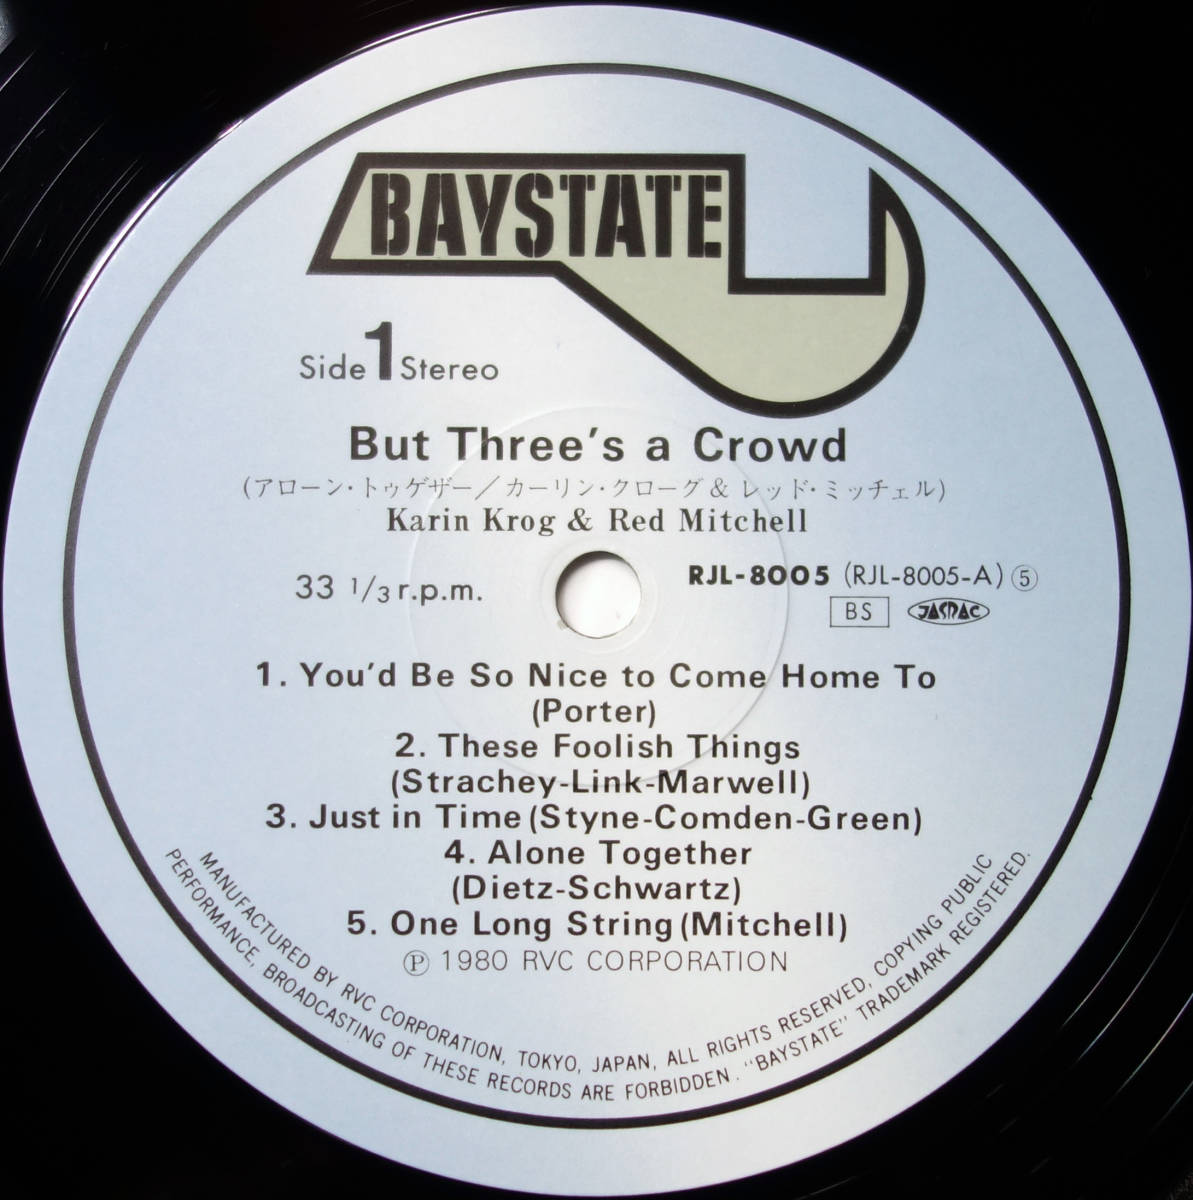 BAYSTATE
Side 1 Stereo
But Three's a Crowd
(アローン・トゥゲザー/カーリン・クローグ & レッド・ミッチェル)
Karin Krog & Red Mitchell
33 1/3 r.p.m.
RJL-8005 (RJL-8005-A) ⑤
BS JASRAC
1. You'd Be So Nice to Come Home To
(Porter)
2. These Foolish Things
(Strachey-Link-Marwell)
3. Just in Time (Styne-Comden-Green)
4. Alone Together
(Dietz-Schwartz)
5. One Long String (Mitchell)
℗ 1980 RVC CORPORATION
MANUFACTURED BY RVC CORPORATION, TOKYO, JAPAN, ALL RIGHTS RESERVED, COPYING PUBLIC
PERFORMANCE, BROADCASTING OF THESE RECORDS ARE FORBIDDEN. "BAYSTATE" TRADEMARK REGISTERED.